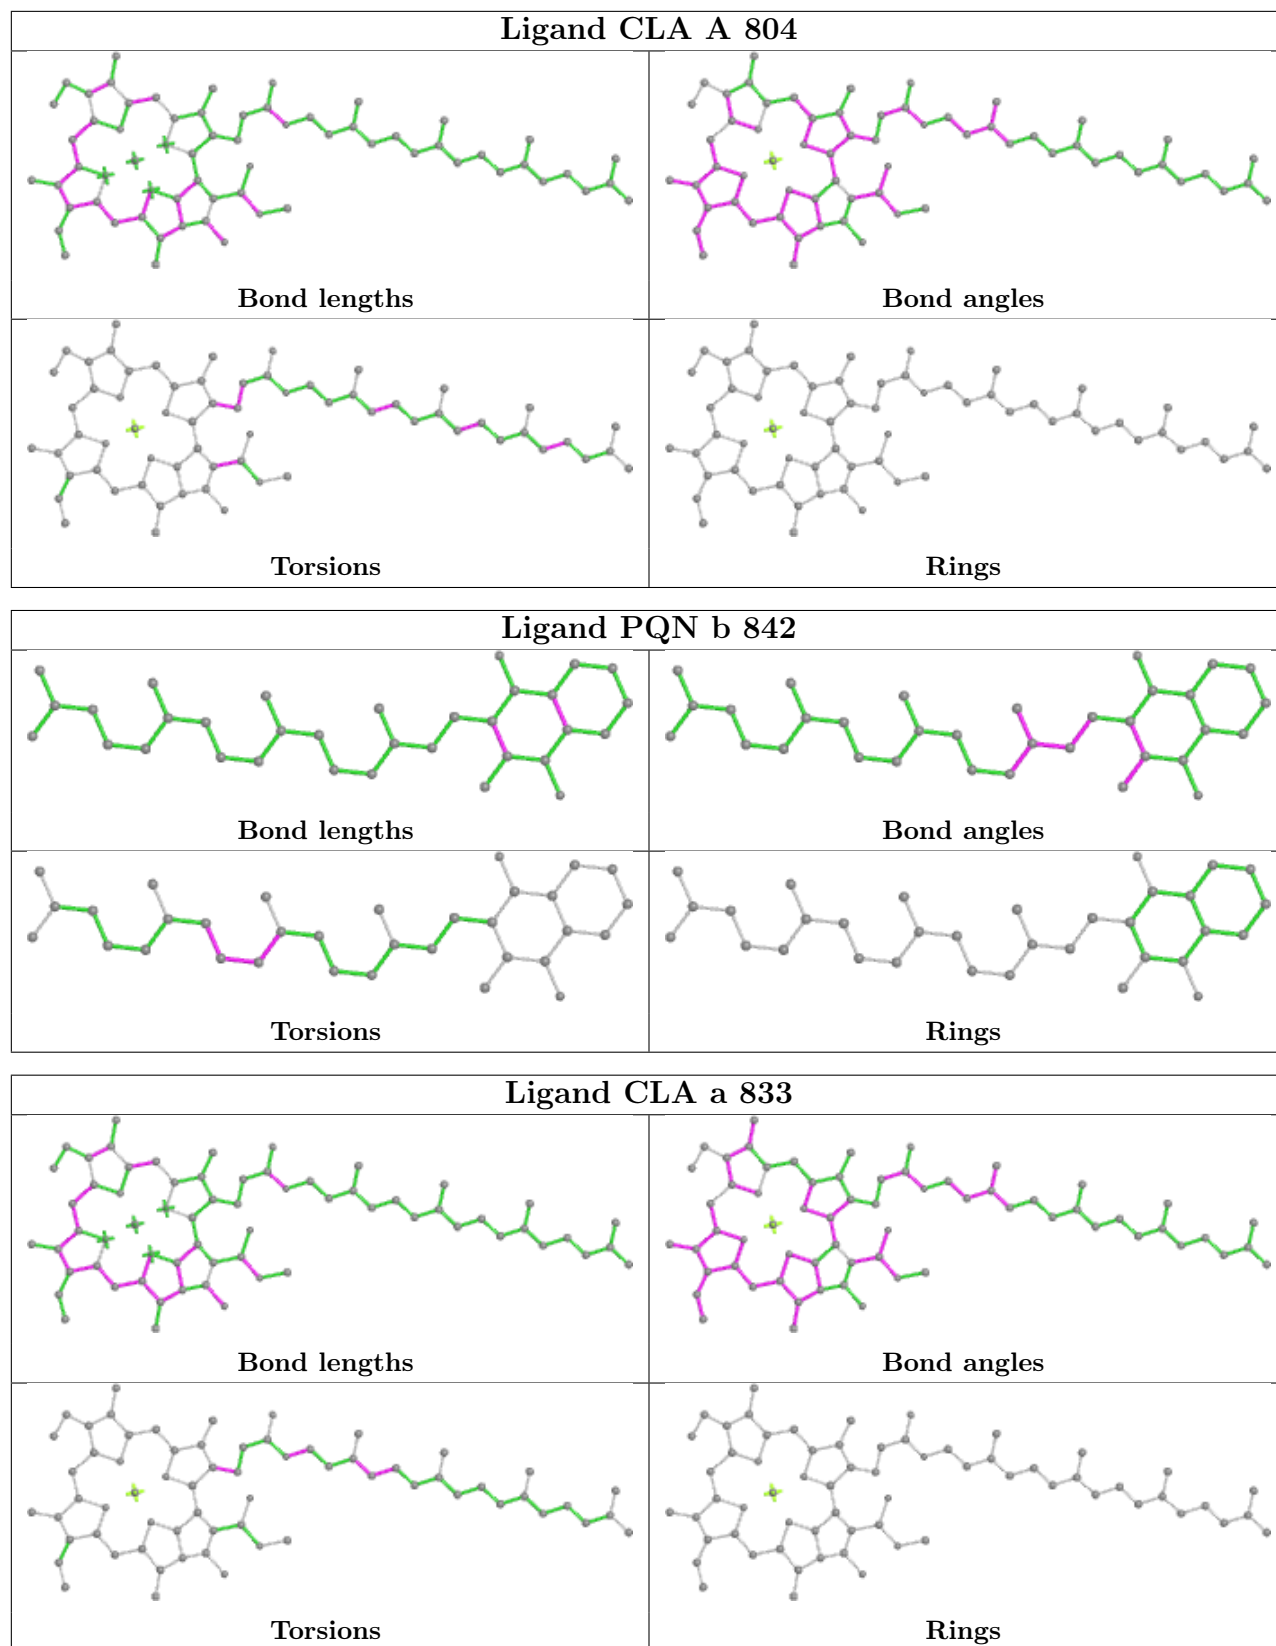 Ligand CLA A 804
Bond lengths
Bond angles
Torsions
Rings
Ligand PQN b 842
Bond lengths
Bond angles
Torsions
Rings
Ligand CLA a 833
Bond lengths
Bond angles
Torsions
Rings